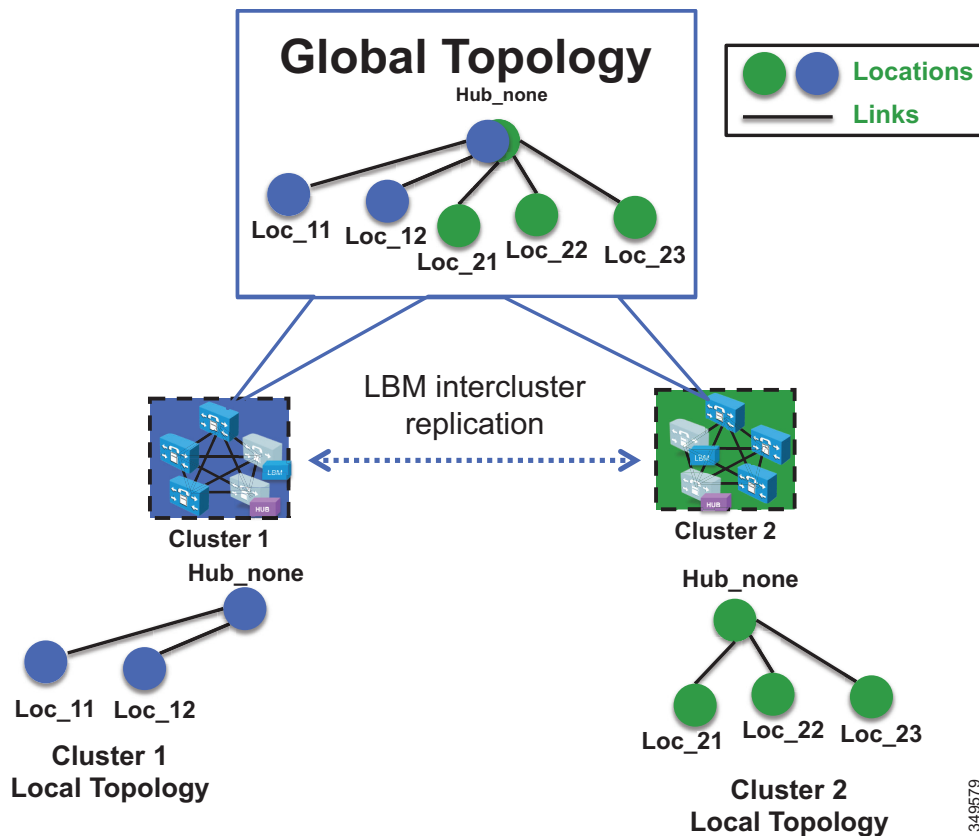 Global Topology
Hub_none
Loc_11
Loc_12
Loc_21
Loc_22
Loc_23
Locations
Links
LBM intercluster
replication
LBM
HUB
Cluster 1
LBM
HUB
Cluster 2
Hub_none
Loc_11
Loc_12
Cluster 1
Local Topology
Hub_none
Loc_21
Loc_22
Loc_23
Cluster 2
Local Topology
349579